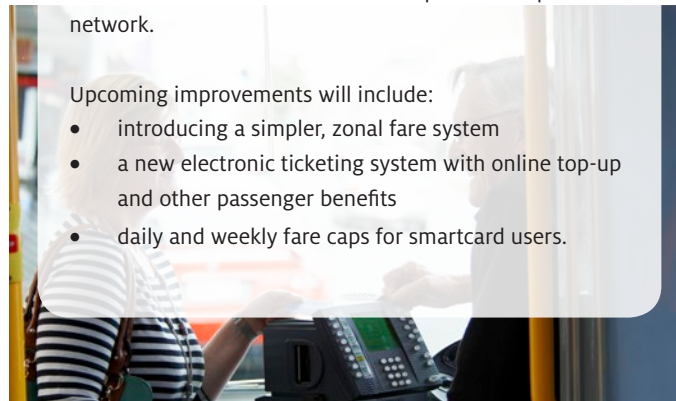 network.
Upcoming improvements will include:
• introducing a simpler, zonal fare system
• a new electronic ticketing system with online top-up
and other passenger benefits
• daily and weekly fare caps for smartcard users.